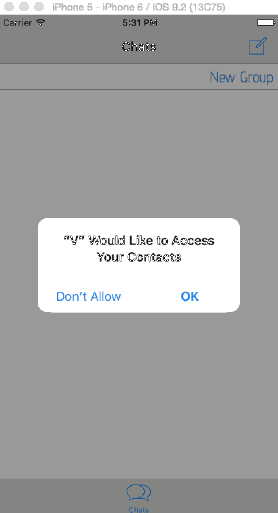 iPhone 6 - iPhone 6 / iOS 9.2 (13C75)
Carrier 5:31 PM
Chats
New Group
"V" Would Like to Access
Your Contacts
Don't Allow OK
Chats